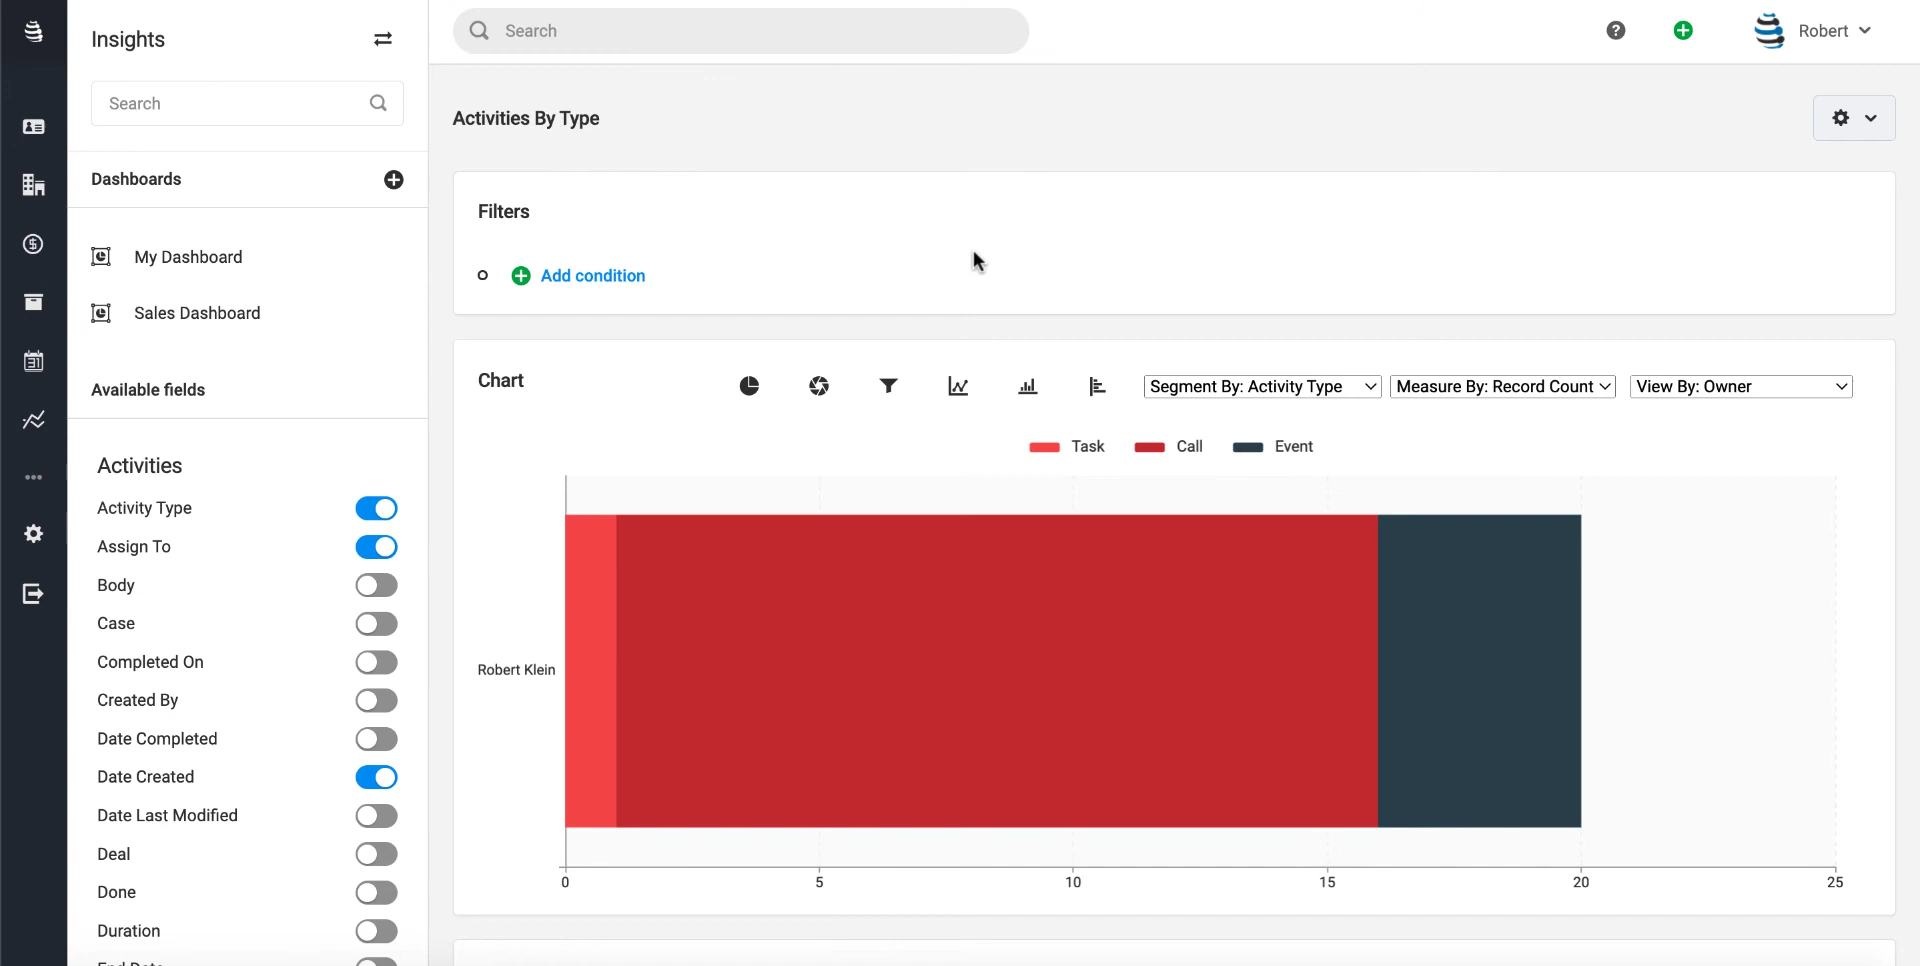 Insights
Search
Dashboards
My Dashboard
Sales Dashboard
Available fields
Activities
Activity Type
Assign To
Body
Case
Completed On
Created By
Date Completed
Date Created
Date Last Modified
Deal
Done
Duration
End Date
31
Search
Robert
Activities By Type
Filters
Add condition
Chart
Segment By: Activity Type
Measure By: Record Count
View By: Owner
Task Call Event
Robert Klein
0 5 10 15 20 25